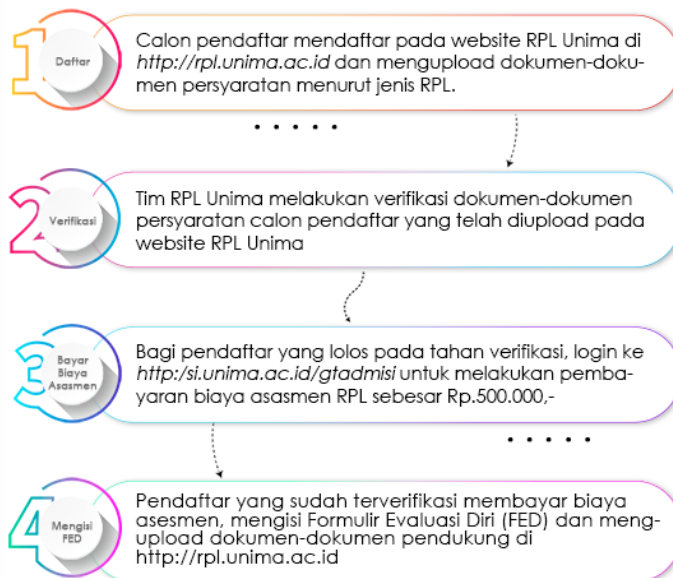 1
Daftar
Calon pendaftar mendaftar pada website RPL Unima di
http://rpl.unima.ac.id dan mengupload dokumen-doku-
men persyaratan menurut jenis RPL.
2
Verifikasi
Tim RPL Unima melakukan verifikasi dokumen-dokumen
persyaratan calon pendaftar yang telah diupload pada
website RPL Unima
3
Bayar
Biaya
Asasmen
Bagi pendaftar yang lolos pada tahan verifikasi, login ke
http:/si.unima.ac.id/gtadmisi untuk melakukan pemba-
yaran biaya asasmen RPL sebesar Rp.500.000,-
4
Mengisi
FED
Pendaftar yang sudah terverifikasi membayar biaya
asesmen, mengisi Formulir Evaluasi Diri (FED) dan meng-
upload dokumen-dokumen pendukung di
http://rpl.unima.ac.id